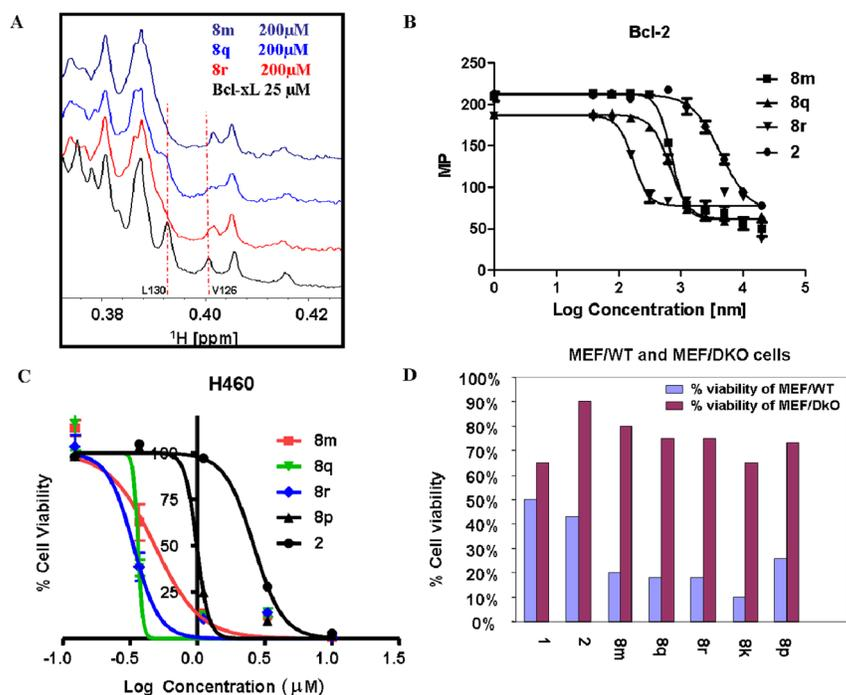 A
8m 200μM
8q 200μM
8r 200μM
Bcl-xL 25 μM
L130
V126
0.38
0.40
0.42
¹H [ppm]
B
Bcl-2
8m
8q
8r
2
MP
250
200
150
100
50
0
0
1
2
3
4
5
Log Concentration [nm]
C
H460
8m
8q
8r
8p
2
% Cell Viability
100
75
50
25
-1.0
-0.5
0.0
0.5
1.0
1.5
Log Concentration (μM)
D
MEF/WT and MEF/DKO cells
% viability of MEF/WT
% viability of MEF/DkO
% Cell viability
100%
90%
80%
70%
60%
50%
40%
30%
20%
10%
0%
1
2
8m
8q
8r
8k
8p